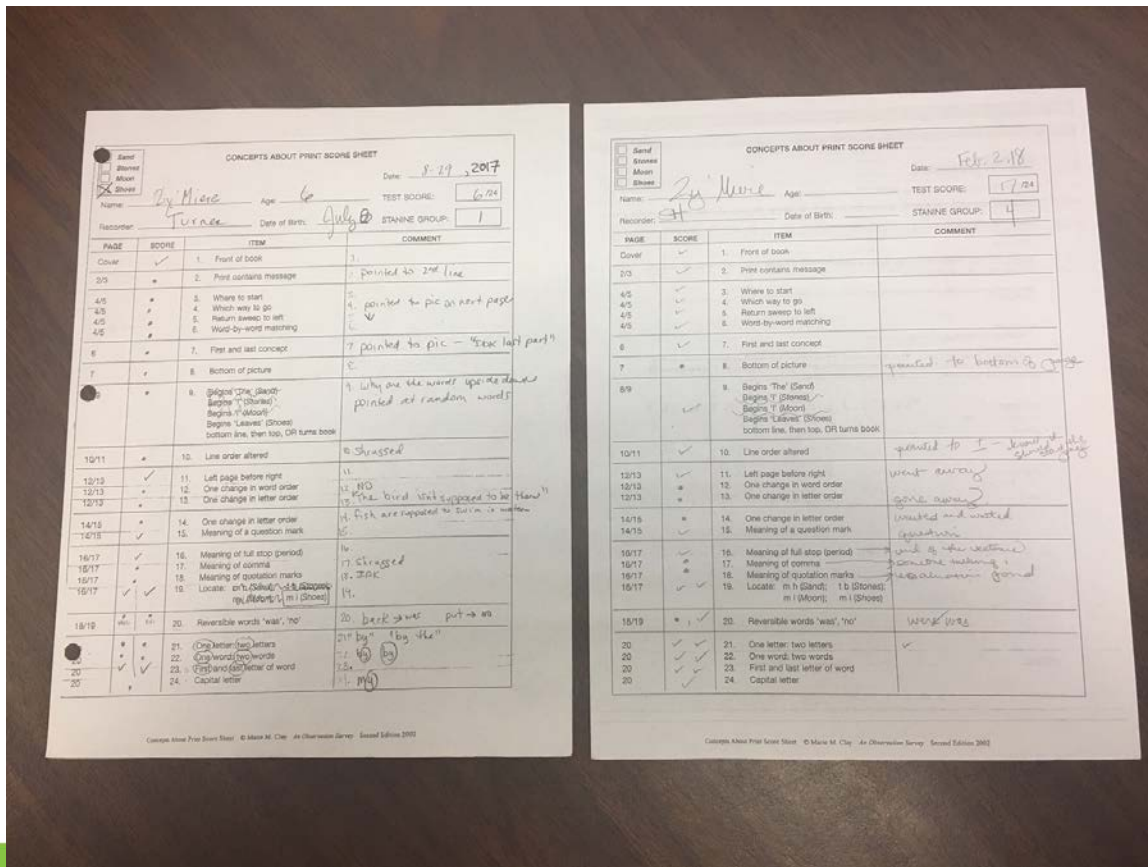 Sand
Stones
Moon
Shoes
CONCEPTS ABOUT PRINT SCORE SHEET
Date: 8-29, 2017
Name: Zy'Miere Turner Age: 6 TEST SCORE: 6/24
Recorder: Date of Birth: July STANINE GROUP: 1
PAGE SCORE ITEM COMMENT
Cover ✓ 1. Front of book 1.
2/3 • 2. Print contains message pointed to 2nd line
4/5 • 3. Where to start
4/5 • 4. Which way to go 4. pointed to pic on next page
4/5 • 5. Return sweep to left
4/5 • 6. Word-by-word matching
6 • 7. First and last concept 7. pointed to pic – "IDK last part"
7 • 8. Bottom of picture 8.
9. Begins 'The' (Sand) 9. Why are the words upside down
Begins 'I' (Stones) pointed at random words
Begins 'I' (Moon)
Begins 'Leaves' (Shoes)
bottom line, then top, OR turns book
10/11 • 10. Line order altered 10. Shrugged
12/13 ✓ 11. Left page before right 11.
12/13 • 12. One change in word order 12. NO
12/13 • 13. One change in letter order 13. "The bird isn't supposed to be there"
14/15 • 14. One change in letter order 14. fish are supposed to swim in
14/15 ✓ 15. Meaning of a question mark
16/17 ✓ 16. Meaning of full stop (period) 16.
16/17 • 17. Meaning of comma 17. Shrugged
16/17 • 18. Meaning of quotation marks 18. IDK
16/17 ✓ ✓ 19. Locate: m h (Sand); t b (Stones); 19.
m i (Moon); m i (Shoes)
18/19 20. Reversible words 'was', 'no' 20. back → was put → no
20 • • 21. One letter: two letters 21. "by" "by the"
20 • • 22. One word: two words 22. by by
20 ✓ ✓ 23. First and last letter of word 23.
20 24. Capital letter my
Concepts About Print Score Sheet © Marie M. Clay An Observation Survey Second Edition 2002
Sand
Stones
Moon
Shoes
CONCEPTS ABOUT PRINT SCORE SHEET
Date: Feb. 2, 18
Name: Zy'Miere Age: TEST SCORE: 17/24
Recorder: SH Date of Birth: STANINE GROUP: 4
PAGE SCORE ITEM COMMENT
Cover ✓ 1. Front of book
2/3 ✓ 2. Print contains message
4/5 ✓ 3. Where to start
4/5 ✓ 4. Which way to go
4/5 ✓ 5. Return sweep to left
4/5 ✓ 6. Word-by-word matching
6 ✓ 7. First and last concept
7 • 8. Bottom of picture pointed to bottom of page
8/9 9. Begins 'The' (Sand)
Begins 'I' (Stones)
✓ Begins 'I' (Moon)
Begins 'Leaves' (Shoes)
bottom line, then top, OR turns book
10/11 ✓ 10. Line order altered pointed to I –
12/13 ✓ 11. Left page before right went away
12/13 • 12. One change in word order
12/13 • 13. One change in letter order gone away
14/15 • 14. One change in letter order wanted and wanted
14/15 ✓ 15. Meaning of a question mark question
16/17 ✓ 16. Meaning of full stop (period) end of the sentence
16/17 • 17. Meaning of comma someone talking
16/17 • 18. Meaning of quotation marks
16/17 ✓ ✓ 19. Locate: m h (Sand); t b (Stones);
m i (Moon); m i (Shoes)
18/19 • ✓ 20. Reversible words 'was', 'no' was
20 ✓ ✓ 21. One letter: two letters ✓
20 ✓ ✓ 22. One word: two words
20 ✓ ✓ 23. First and last letter of word
20 ✓ 24. Capital letter
Concepts About Print Score Sheet © Marie M. Clay An Observation Survey Second Edition 2002